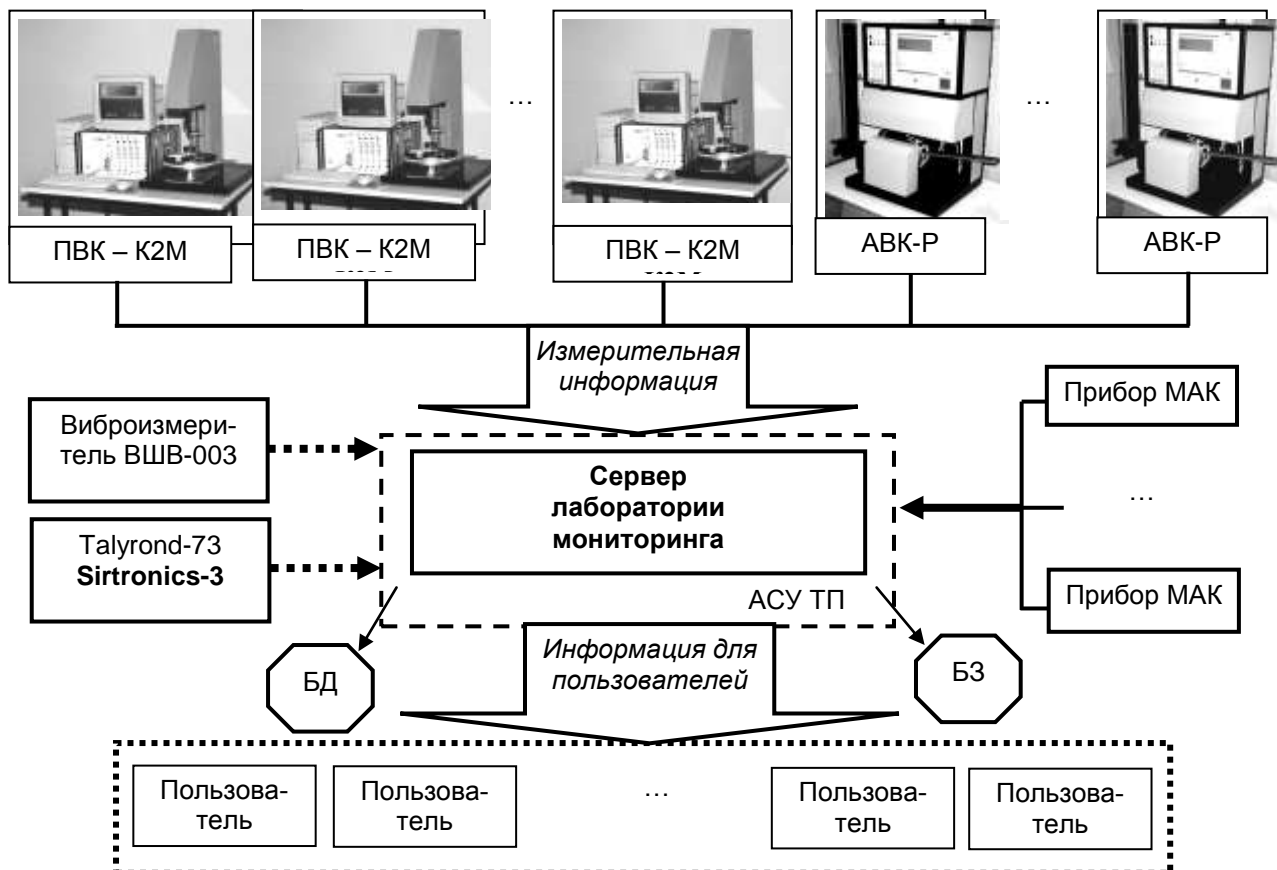 …
…
ПВК – К2М
ПВК – К2М
ПВК – К2М
АВК-Р
АВК-Р
Измерительная
информация
Прибор МАК
Виброизмери-
тель ВШВ-003
Сервер
лаборатории
мониторинга
…
Talyrond-73
Sirtronics-3
Прибор МАК
АСУ ТП
Информация для
пользователей
БД
БЗ
Пользова-
тель
Пользова-
тель
…
Пользова-
тель
Пользова-
тель